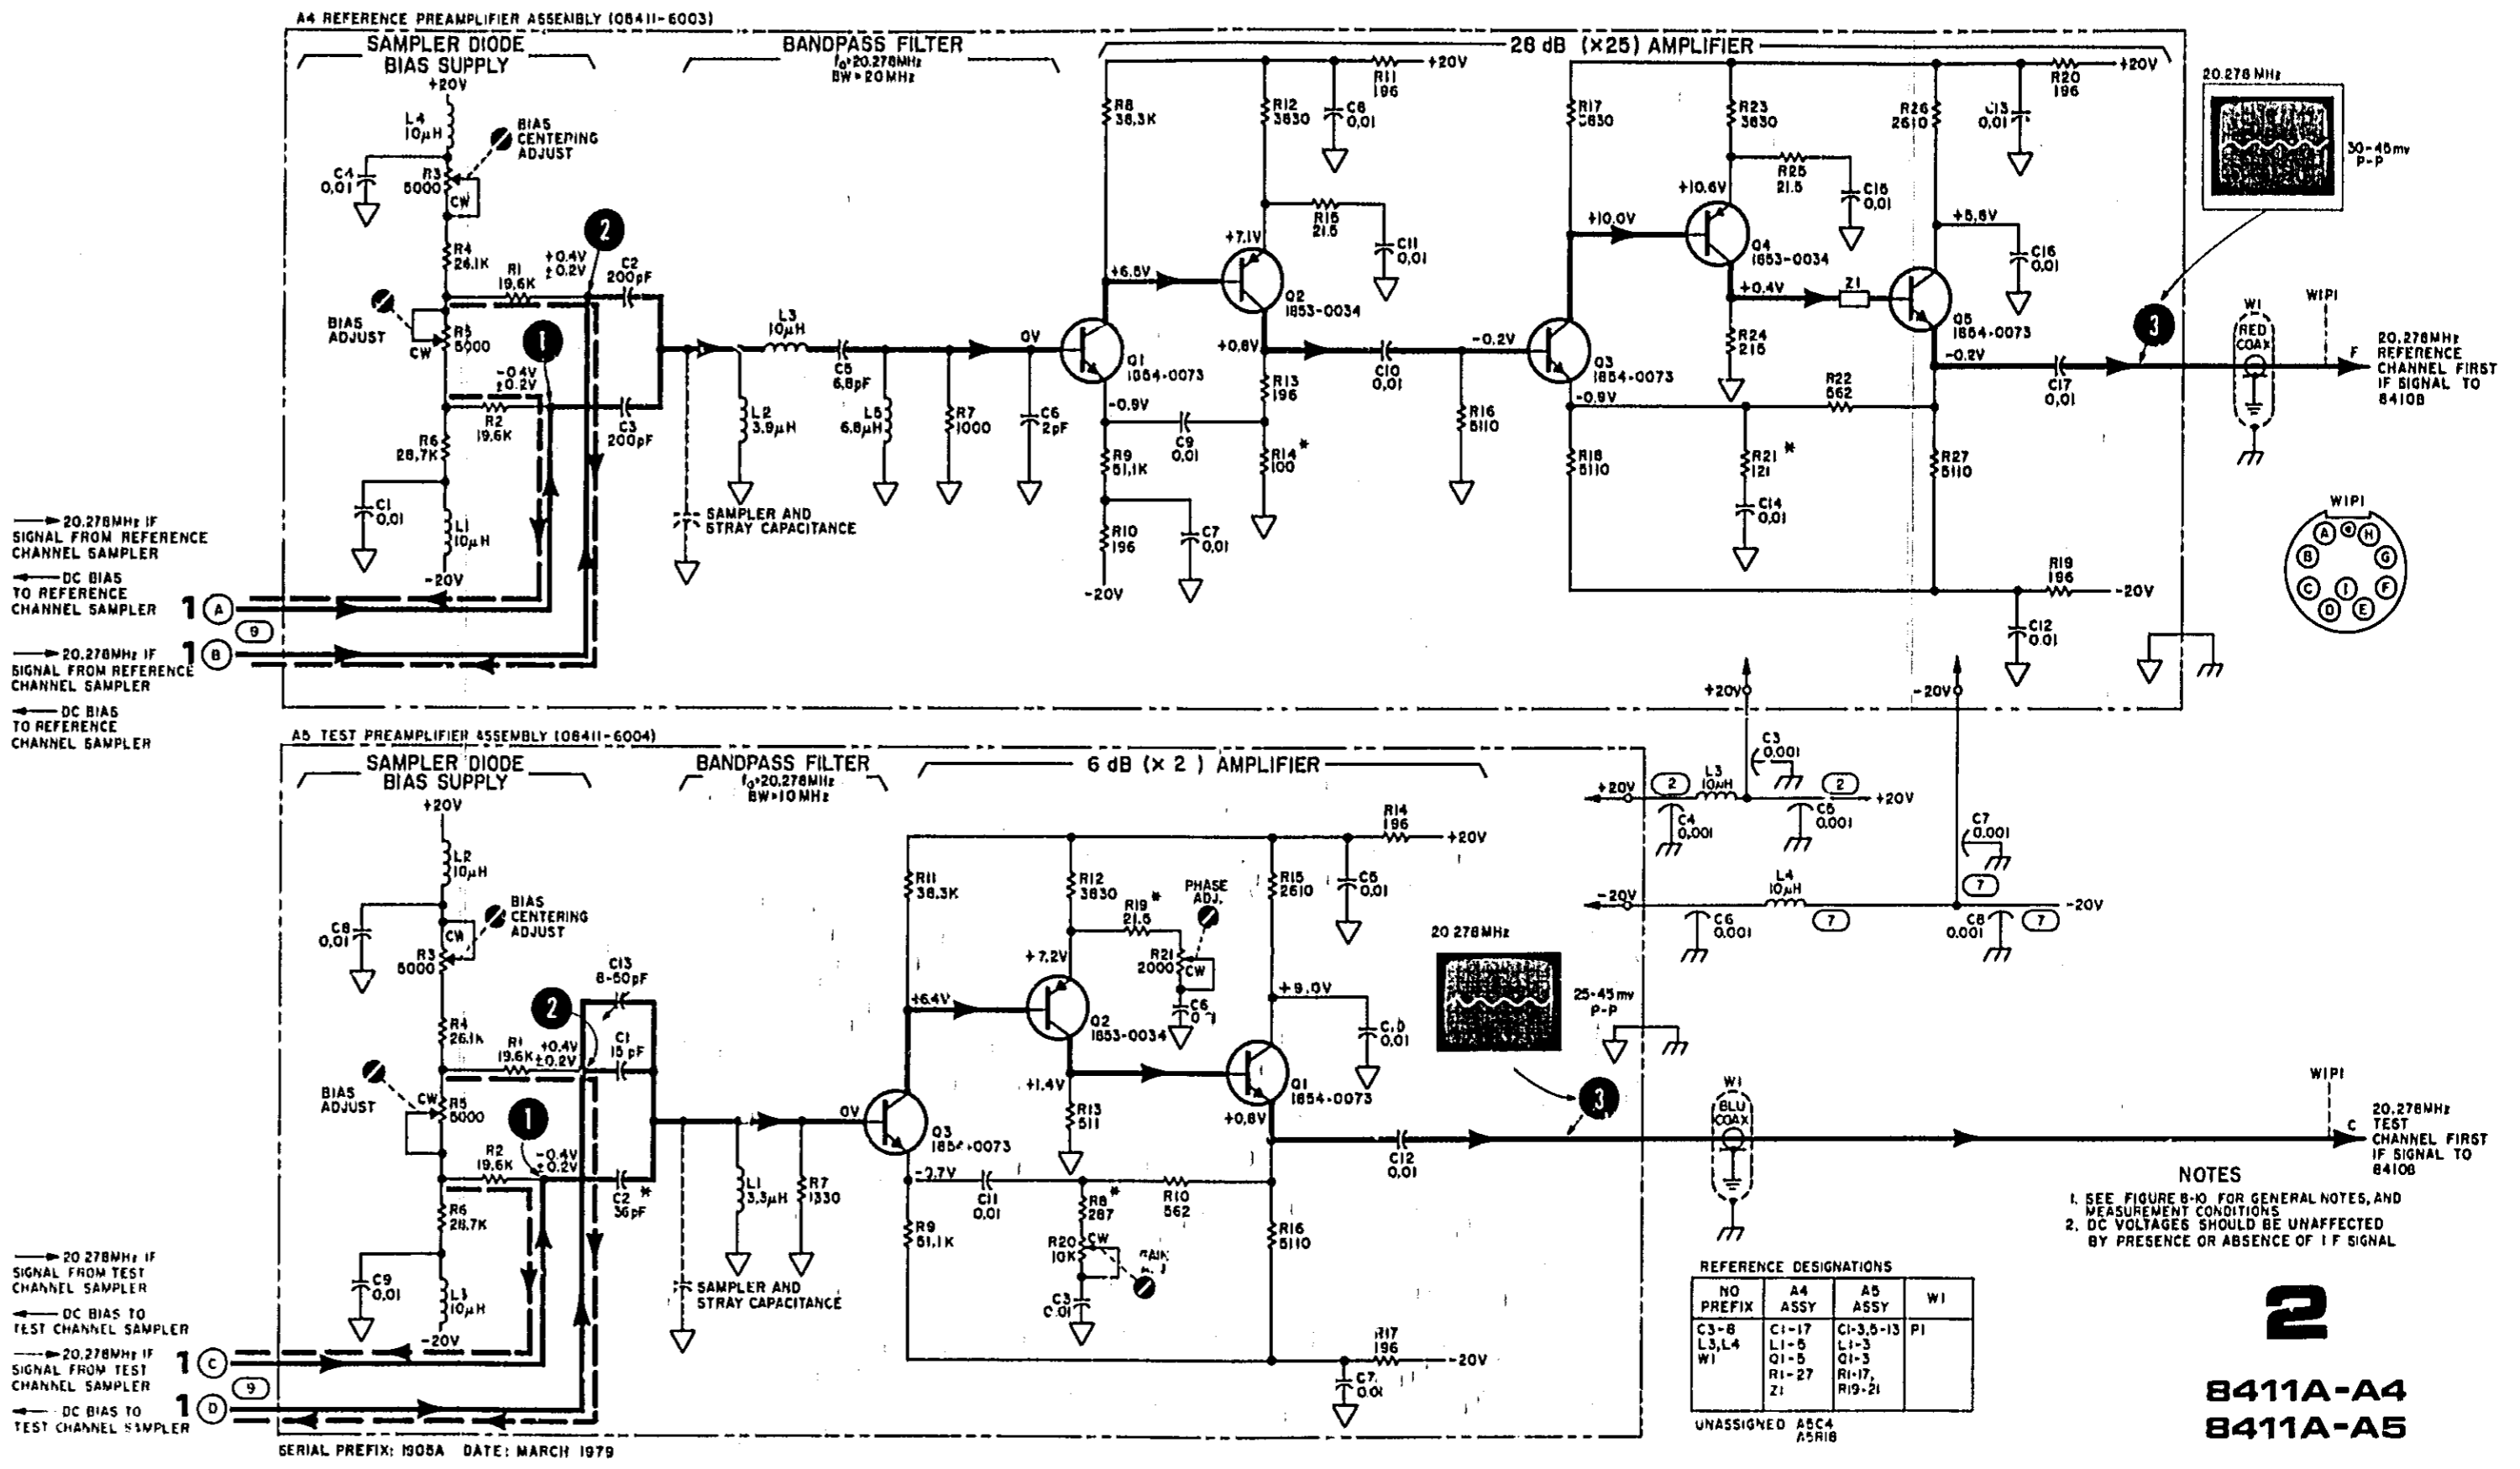 A4 REFERENCE PREAMPLIFIER ASSEMBLY (08411-6003)
SAMPLER DIODE
BIAS SUPPLY
+20V
L4
10µH
BIAS
CENTERING
ADJUST
C4
0,01
R3
5000
CW
R4
26.1K
R1
19.6K
+0.4V
±0.2V
2
C2
200pF
BIAS
ADJUST
R5
5000
CW
1
-0.4V
±0.2V
R2
19.6K
C3
200pF
R6
28.7K
C1
0,01
L1
10µH
-20V
BANDPASS FILTER
fo=20.278MHz
BW=20MHz
L3
10µH
C5
6,8pF
L2
3.9µH
L5
6,8µH
R7
1000
C6
2pF
SAMPLER AND
STRAY CAPACITANCE
28 dB (×25) AMPLIFIER
R8
38,3K
R12
3830
C8
0,01
R11
196
+20V
R15
21.5
C11
0,01
+7.1V
+6.5V
Q2
1853-0034
0V
Q1
1854-0073
+0,8V
C10
0,01
R13
196
-0.9V
C9
0,01
R14
100
*
R9
51,1K
R10
196
C7
0,01
-20V
R16
5110
R17
3830
R23
3830
R26
2610
C13
0,01
R20
196
+20V
R25
21.5
C15
0,01
+10.6V
+10.0V
Q4
1853-0034
+5,8V
C16
0,01
+0.4V
Z1
Q5
1854-0073
R24
215
-0.2V
Q3
1854-0073
-0.2V
R22
562
C17
0,01
-0.9V
R18
5110
R21
121
*
C14
0,01
R27
5110
R19
196
-20V
C12
0.01
20.278 MHz
30-45mv
P-P
3
W1
RED
COAX
W1P1
F
20.278MHz
REFERENCE
CHANNEL FIRST
IF SIGNAL TO
8410B
W1P1
A
H
B
G
C
I
F
D
E
20.278MHz IF
SIGNAL FROM REFERENCE
CHANNEL SAMPLER
DC BIAS
TO REFERENCE
CHANNEL SAMPLER
1 A
9
20.278MHz IF
SIGNAL FROM REFERENCE
CHANNEL SAMPLER
1 B
DC BIAS
TO REFERENCE
CHANNEL SAMPLER
A5 TEST PREAMPLIFIER ASSEMBLY (08411-6004)
SAMPLER DIODE
BIAS SUPPLY
+20V
L2
10µH
BIAS
CENTERING
ADJUST
C8
0,01
CW
R3
5000
C13
8-50pF
R4
26.1K
2
R1
19.6K
+0.4V
±0.2V
C1
15 pF
BIAS
ADJUST
CW
R5
5000
1
R2
19.6K
-0.4V
±0.2V
C2
36pF
*
R6
28.7K
C9
0,01
L3
10µH
-20V
BANDPASS FILTER
fo=20.278MHz
BW=10MHz
L1
3,3µH
R7
1330
SAMPLER AND
STRAY CAPACITANCE
6 dB (× 2 ) AMPLIFIER
R11
38.3K
R12
3830
R19
21.5
*
PHASE
ADJ.
R21
2000
CW
C6
R15
2610
C5
0,01
R14
196
+20V
+7.2V
+6.4V
Q2
1853-0034
+9.0V
C10
0,01
0V
Q3
1854-0073
+1.4V
Q1
1854-0073
R13
511
+0,8V
C12
0,01
C11
0.01
R8
287
*
R10
562
R9
51,1K
R20
10K
CW
C3
0.01
R16
5110
R17
196
-20V
C7
0.01
20 278MHz
25-45mv
P-P
3
+20V
-20V
C3
0.001
+20V
2
L3
10µH
2
+20V
C4
0.001
C5
0.001
C7
0.001
-20V
L4
10µH
7
-20V
C6
0.001
7
C8
0.001
7
W1
BLU
COAX
W1P1
C
20,278MHz
TEST
CHANNEL FIRST
IF SIGNAL TO
8410B
20.278MHz IF
SIGNAL FROM TEST
CHANNEL SAMPLER
DC BIAS TO
TEST CHANNEL SAMPLER
1 C
20,278MHz IF
SIGNAL FROM TEST
CHANNEL SAMPLER
9
1 D
DC BIAS TO
TEST CHANNEL SAMPLER
NOTES
1. SEE FIGURE 8-10 FOR GENERAL NOTES, AND
MEASUREMENT CONDITIONS
2. DC VOLTAGES SHOULD BE UNAFFECTED
BY PRESENCE OR ABSENCE OF IF SIGNAL
REFERENCE DESIGNATIONS
NO PREFIX A4 ASSY A5 ASSY W1
C3-8 C1-17 C1-3,5-13 P1
L3,L4 L1-5 L1-3
W1 Q1-5 Q1-3
R1-27 R1-17,
Z1 R19-21
UNASSIGNED A5C4
A5R18
2
8411A-A4
8411A-A5
SERIAL PREFIX: 1905A DATE: MARCH 1979